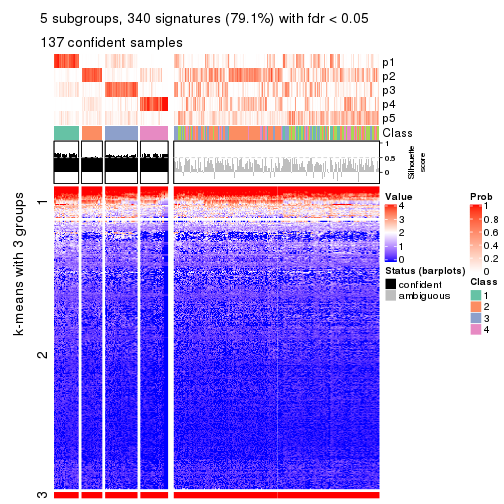 5 subgroups, 340 signatures (79.1%) with fdr < 0.05
137 confident samples
p1
p2
p3
p4
p5
Class
1
0.5
0
Silhouette
score
k-means with 3 groups
1
2
3
Value
4
3
2
1
0
Status (barplots)
confident
ambiguous
Prob
1
0.8
0.6
0.4
0.2
0
Class
1
2
3
4